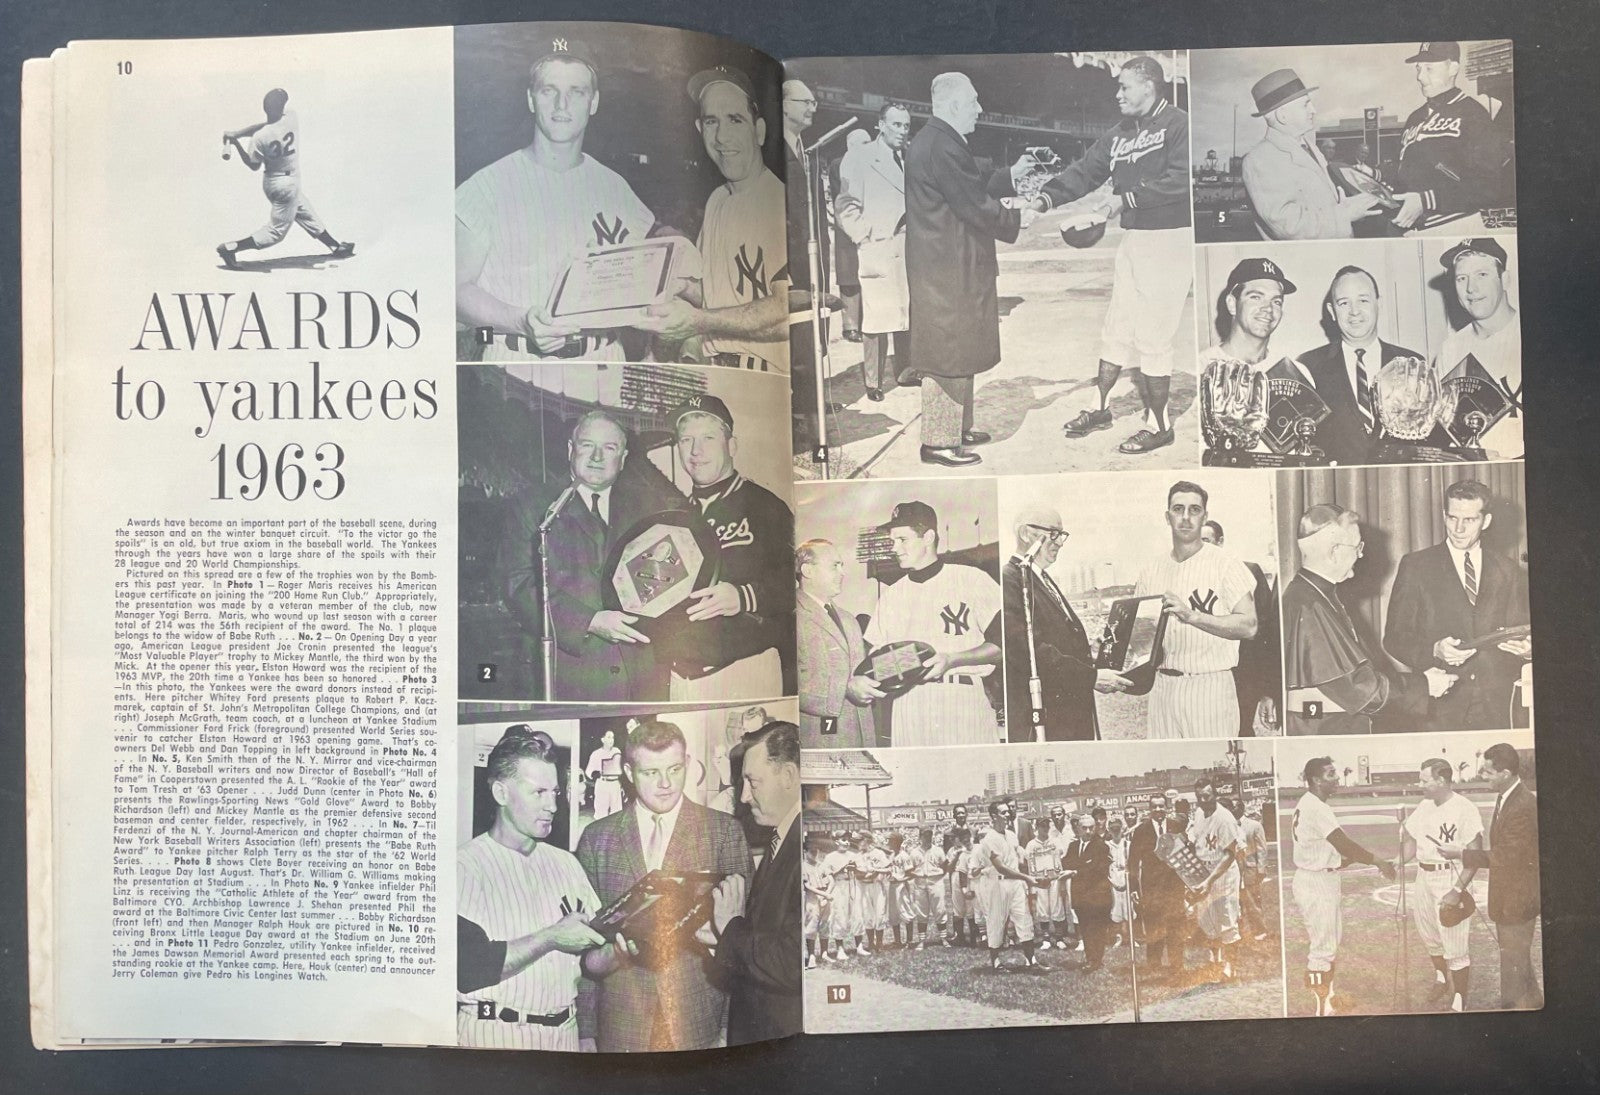 10
32
AWARDS
to yankees
1963
Awards have become an important part of the baseball scene, during
the season and on the winter banquet circuit. "To the victor go the
spoils" is an old, but true axiom in the baseball world. The Yankees
through the years have won a large share of the spoils with their
28 league and 20 World Championships.
Pictured on this spread are a few of the trophies won by the Bomb-
ers this past year. In Photo 1 — Roger Maris receives his American
League certificate on joining the "200 Home Run Club." Appropriately,
the presentation was made by a veteran member of the club, now
Manager Yogi Berra. Maris, who wound up last season with a career
total of 214 was the 56th recipient of the award. The No. 1 plaque
belongs to the widow of Babe Ruth . . . No. 2 — On Opening Day a year
ago, American League president Joe Cronin presented the league's
"Most Valuable Player" trophy to Mickey Mantle, the third won by the
Mick. At the opener this year, Elston Howard was the recipient of the
1963 MVP, the 20th time a Yankee has been so honored . . . Photo 3
—In this photo, the Yankees were the award donors instead of recipi-
ents. Here pitcher Whitey Ford presents plaque to Robert P. Kacz-
marek, captain of St. John's Metropolitan College Champions, and (at
right) Joseph McGrath, team coach, at a luncheon at Yankee Stadium
. . . Commissioner Ford Frick (foreground) presented World Series sou-
venir to catcher Elston Howard at 1963 opening game. That's co-
owners Del Webb and Dan Topping in left background in Photo No. 4
. . . In No. 5, Ken Smith then of the N. Y. Mirror and vice-chairman
of the N. Y. Baseball writers and now Director of Baseball's "Hall of
Fame" in Cooperstown presented the A. L. "Rookie of the Year" award
to Tom Tresh at '63 Opener . . . Judd Dunn (center in Photo No. 6)
presents the Rawlings-Sporting News "Gold Glove" Award to Bobby
Richardson (left) and Mickey Mantle as the premier defensive second
baseman and center fielder, respectively, in 1962 . . . In No. 7—Til
Ferdenzi of the N. Y. Journal-American and chapter chairman of the
New York Baseball Writers Association (left) presents the "Babe Ruth
Award" to Yankee pitcher Ralph Terry as the star of the '62 World
Series. . . . Photo 8 shows Clete Boyer receiving an honor on Babe
Ruth League Day last August. That's Dr. William G. Williams making
the presentation at Stadium . . . In Photo No. 9 Yankee infielder Phil
Linz is receiving the "Catholic Athlete of the Year" award from the
Baltimore CYO. Archbishop Lawrence J. Shehan presented Phil the
award at the Baltimore Civic Center last summer . . . Bobby Richardson
(front left) and then Manager Ralph Houk are pictured in No. 10 re-
ceiving Bronx Little League Day award at the Stadium on June 20th
. . . and in Photo 11 Pedro Gonzalez, utility Yankee infielder, received
the James Dawson Memorial Award presented each spring to the out-
standing rookie at the Yankee camp. Here, Houk (center) and announcer
Jerry Coleman give Pedro his Longines Watch.
1
2
3
Yankees
4
Yankees
5
RAWLINGS
GOLD GLOVE
AWARD
RAWLINGS
6
7
8
9
JOHN'S
10
11